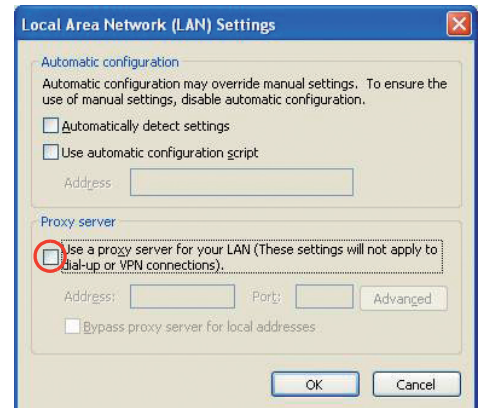 Local Area Network (LAN) Settings
Automatic configuration
Automatic configuration may override manual settings. To ensure the
use of manual settings, disable automatic configuration.
Automatically detect settings
Use automatic configuration script
Address
Proxy server
Use a proxy server for your LAN (These settings will not apply to
dial-up or VPN connections).
Address:
Port:
Advanced
Bypass proxy server for local addresses
OK
Cancel